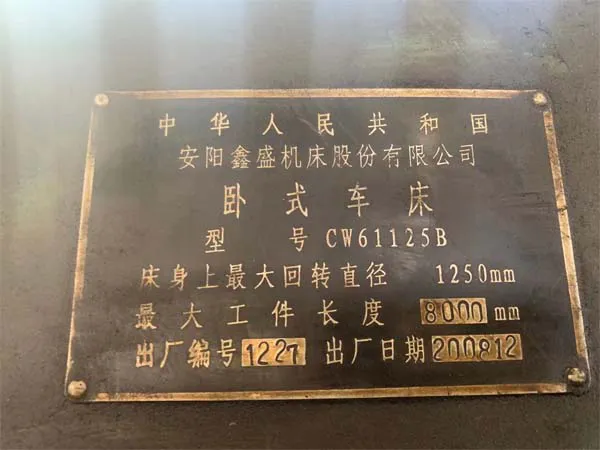 中华人民共和国
安阳鑫盛机床股份有限公司
卧式车床
型号 CW61125B
床身上最大回转直径 1250mm
最大工件长度 8000 mm
出厂编号 1227 出厂日期 200812